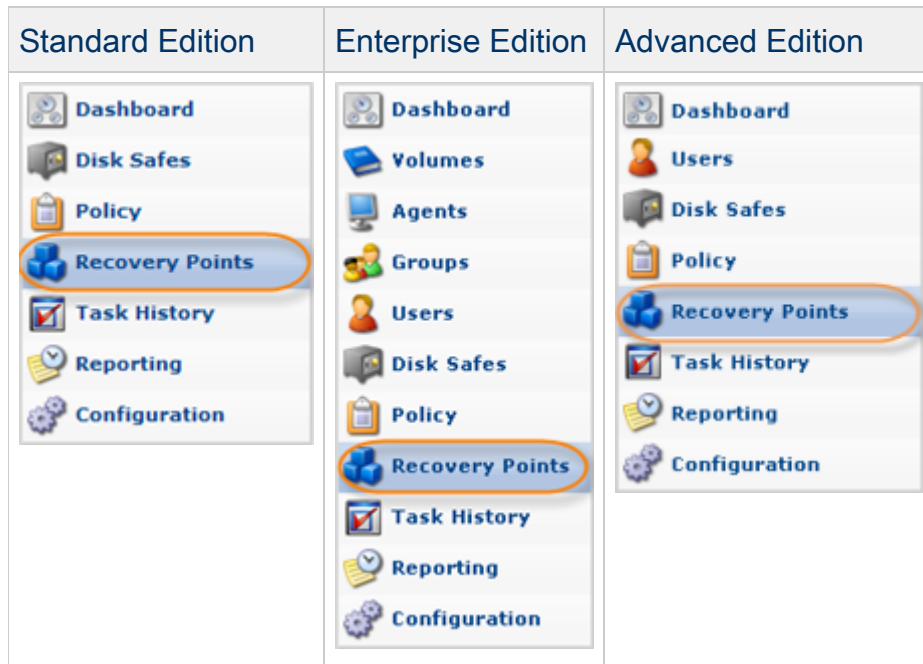 Standard Edition
Enterprise Edition
Advanced Edition
Dashboard
Disk Safes
Policy
Recovery Points
Task History
Reporting
Configuration
Dashboard
Volumes
Agents
Groups
Users
Disk Safes
Policy
Recovery Points
Task History
Reporting
Configuration
Dashboard
Users
Disk Safes
Policy
Recovery Points
Task History
Reporting
Configuration